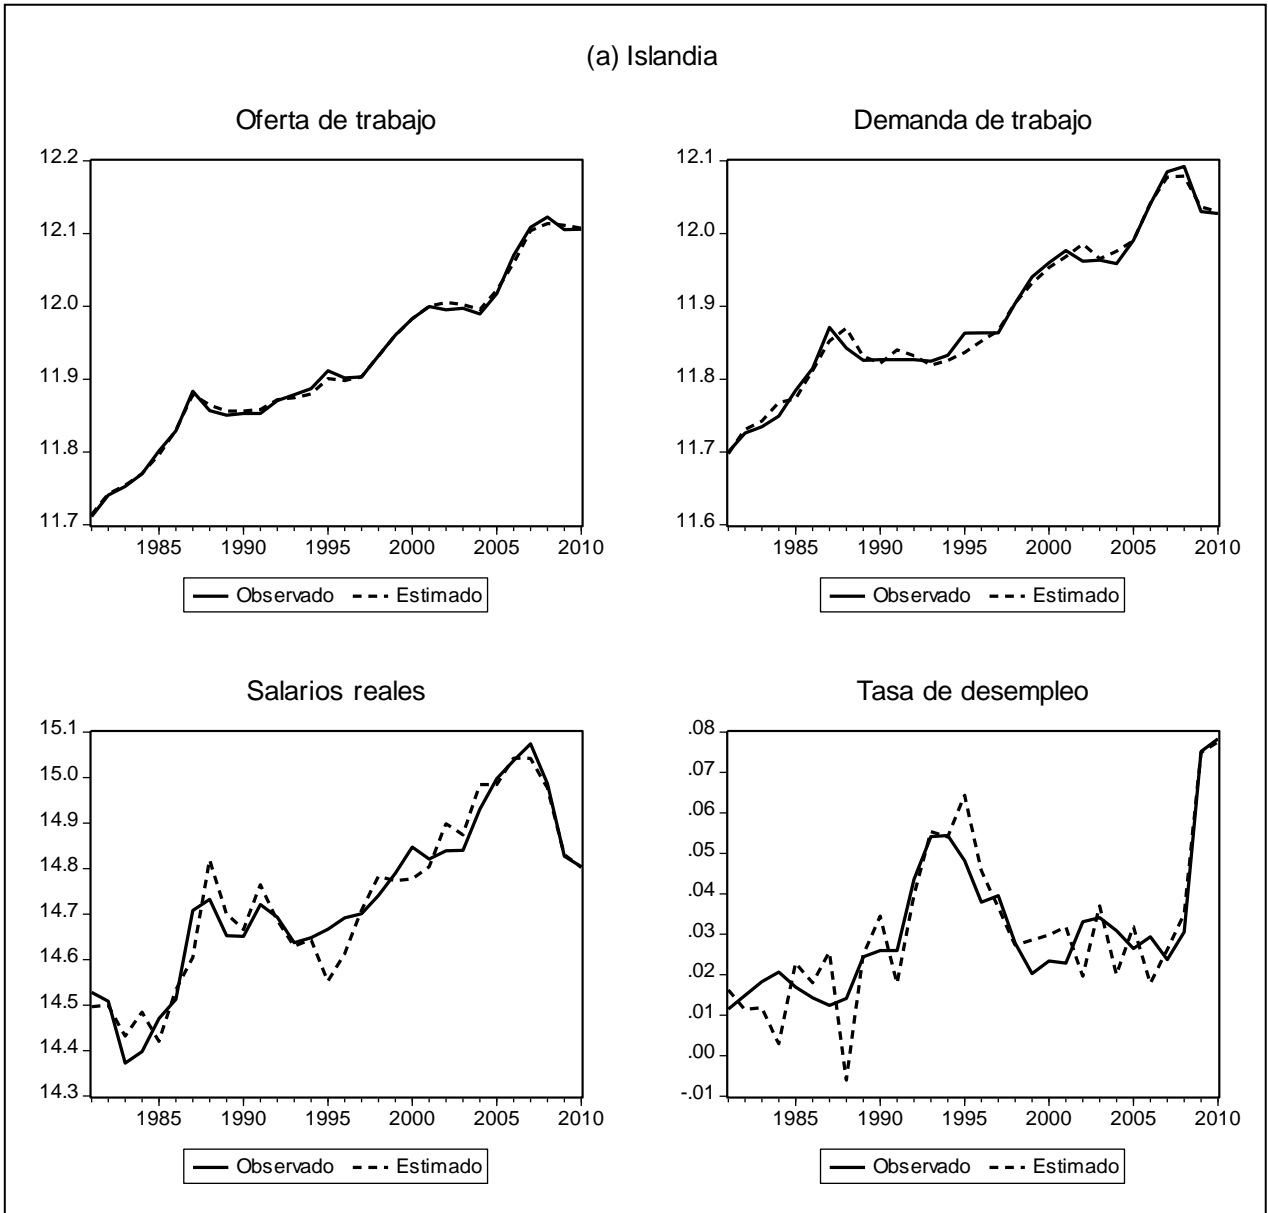 (a) Islandia
Oferta de trabajo
12.2
12.1
12.0
11.9
11.8
11.7
1985 1990 1995 2000 2005 2010
Observado Estimado
Demanda de trabajo
12.1
12.0
11.9
11.8
11.7
11.6
1985 1990 1995 2000 2005 2010
Observado Estimado
Salarios reales
15.1
15.0
14.9
14.8
14.7
14.6
14.5
14.4
14.3
1985 1990 1995 2000 2005 2010
Observado Estimado
Tasa de desempleo
.08
.07
.06
.05
.04
.03
.02
.01
.00
-.01
1985 1990 1995 2000 2005 2010
Observado Estimado